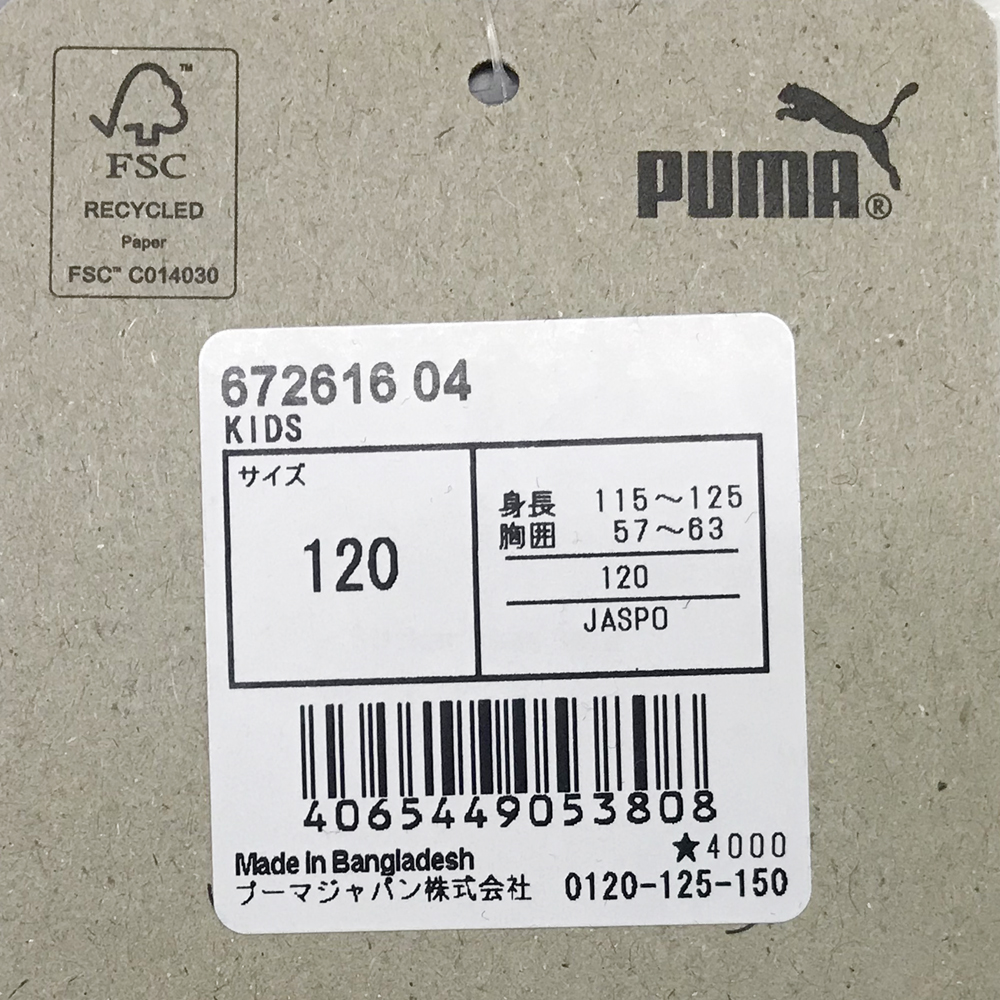 FSC
RECYCLED
Paper
FSC™ C014030
PUMA®
672616 04
KIDS
サイズ
120
身長 115～125
胸囲 57～63
120
JASPO
4065449053808
★4000
Made in Bangladesh
プーマジャパン株式会社 0120-125-150